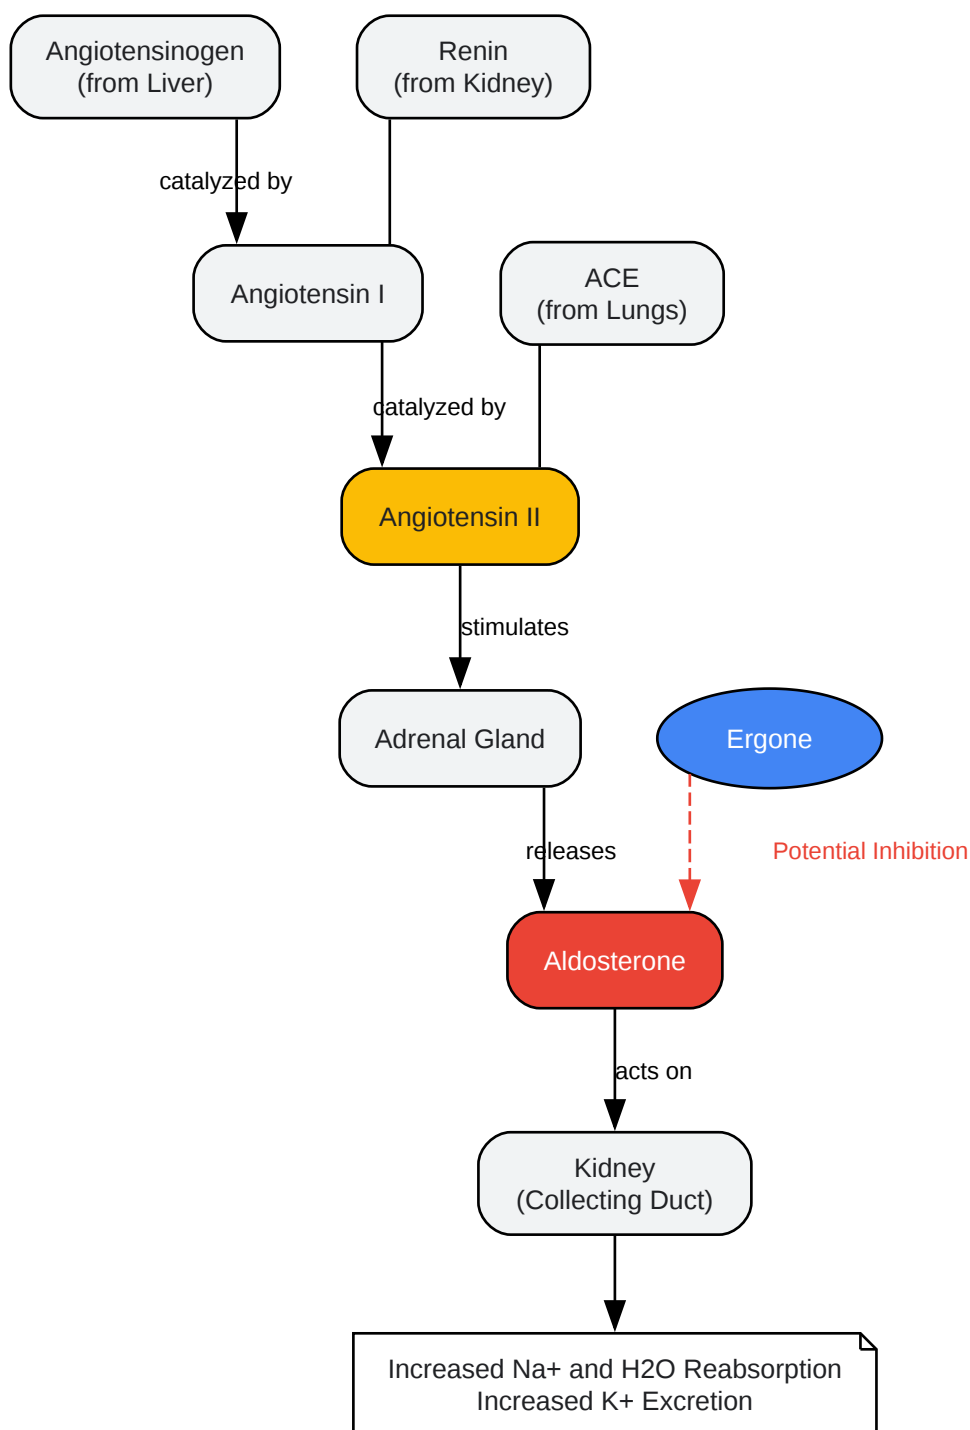 Angiotensinogen
(from Liver)
Renin
(from Kidney)
catalyzed by
Angiotensin I
ACE
(from Lungs)
catalyzed by
Angiotensin II
stimulates
Adrenal Gland
Ergone
releases
Potential Inhibition
Aldosterone
acts on
Kidney
(Collecting Duct)
Increased Na+ and H2O Reabsorption
Increased K+ Excretion